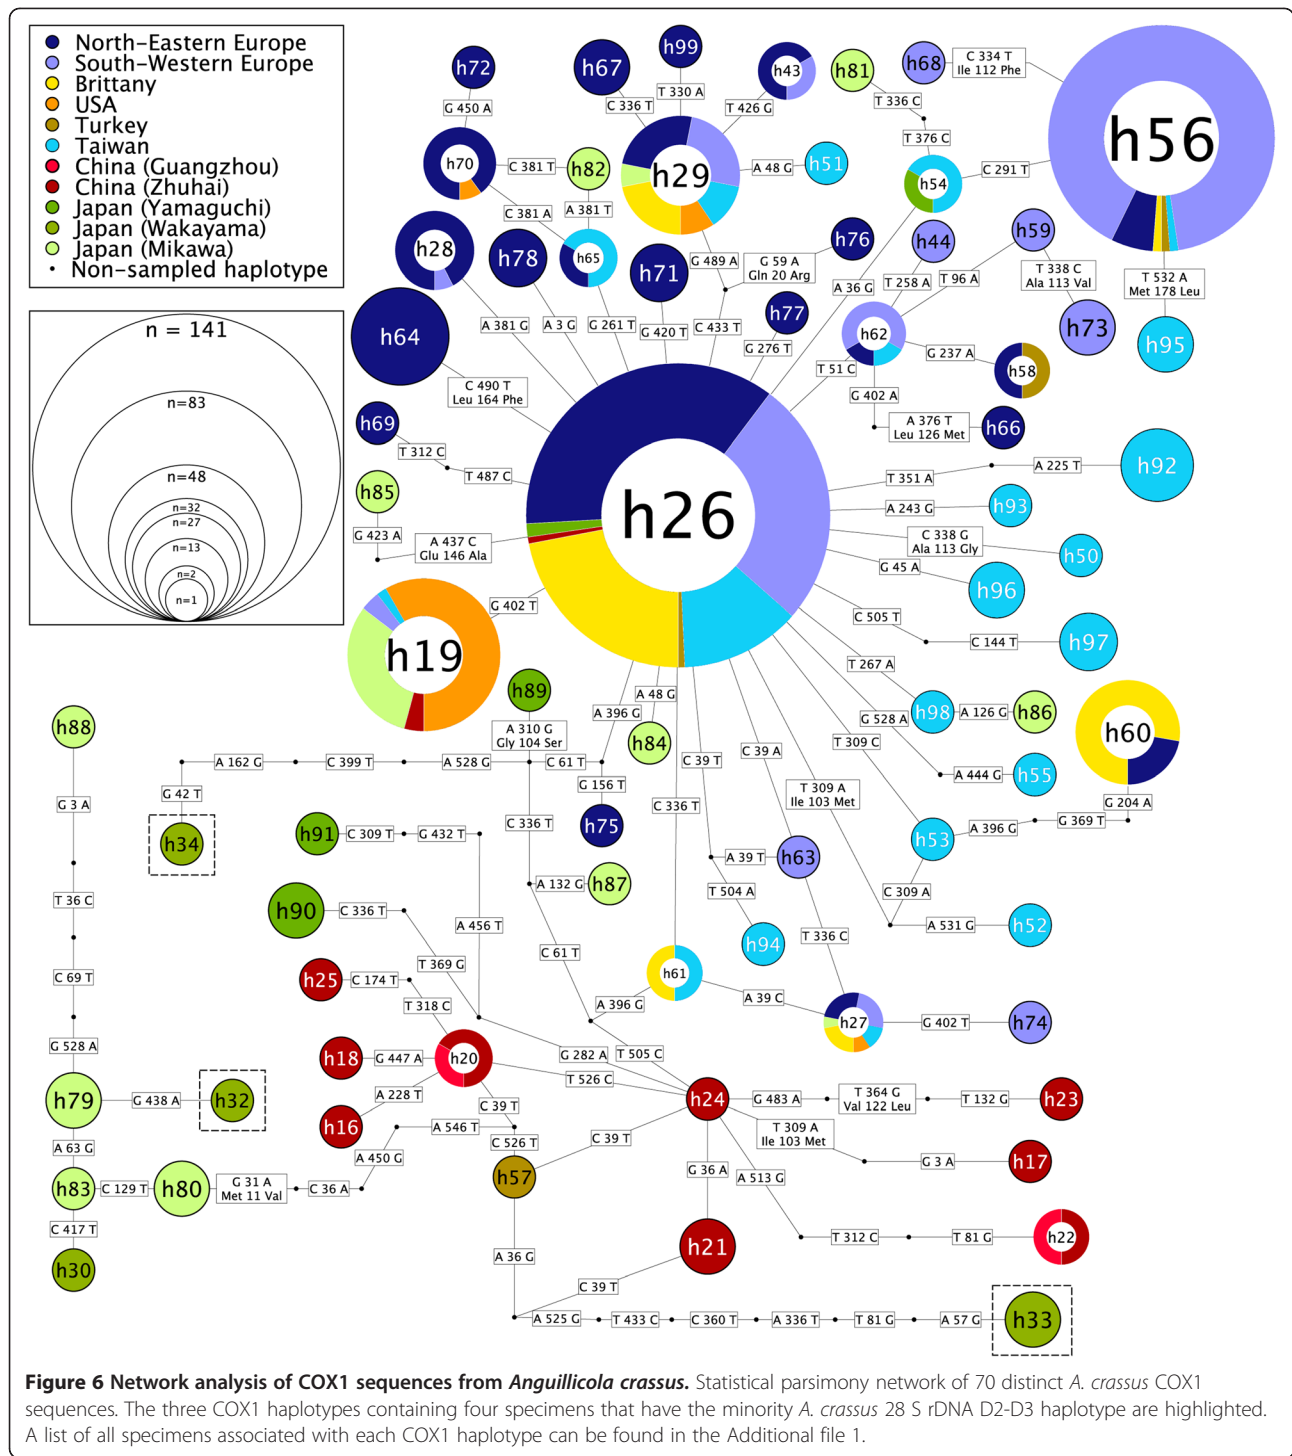 North-Eastern Europe
South-Western Europe
Brittany
USA
Turkey
Taiwan
China (Guangzhou)
China (Zhuhai)
Japan (Yamaguchi)
Japan (Wakayama)
Japan (Mikawa)
Non-sampled haplotype
n = 141
n=83
n=48
n=32
n=27
n=13
n=2
n=1
h72
h67
h99
h43
h81
h68
C 334 T
Ile 112 Phe
h56
G 450 A
C 336 T
T 330 A
T 426 G
T 336 C
T 376 C
h70
C 381 T
h82
h29
A 48 G
h51
h54
C 291 T
C 381 A
A 381 T
h28
h78
h65
h71
G 489 A
h76
G 59 A
Gln 20 Arg
h44
h59
T 338 C
Ala 113 Val
T 532 A
Met 178 Leu
A 36 G
T 258 A
T 96 A
h64
A 381 G
A 3 G
G 261 T
G 420 T
C 433 T
h77
G 276 T
h62
h73
h95
G 237 A
h58
T 51 C
G 402 A
C 490 T
Leu 164 Phe
h69
T 312 C
T 487 C
A 376 T
Leu 126 Met
h66
h85
G 423 A
A 437 C
Glu 146 Ala
h26
T 351 A
A 225 T
h92
A 243 G
h93
C 338 G
Ala 113 Gly
h50
G 45 A
h96
C 505 T
C 144 T
h97
G 402 T
h19
T 267 A
h98
A 126 G
h86
G 528 A
h60
h89
A 48 G
A 396 G
h84
T 309 C
h55
A 444 G
A 310 G
Gly 104 Ser
C 39 T
C 39 A
T 309 A
Ile 103 Met
G 204 A
h88
A 162 G
C 399 T
A 528 G
C 61 T
G 156 T
G 42 T
G 3 A
C 336 T
h75
C 336 T
h53
A 396 G
G 369 T
h34
h91
C 309 T
G 432 T
h87
A 132 G
A 39 T
h63
T 504 A
C 309 A
T 36 C
h90
C 336 T
A 456 T
h94
T 336 C
A 531 G
h52
C 69 T
h25
C 174 T
T 369 G
C 61 T
h61
A 396 G
A 39 C
T 318 C
h27
G 402 T
h74
G 528 A
h18
G 447 A
h20
G 282 A
T 505 C
T 526 C
h79
G 438 A
h32
A 228 T
h16
C 39 T
h24
G 483 A
T 364 G
Val 122 Leu
T 132 G
h23
A 546 T
C 526 T
C 39 T
T 309 A
Ile 103 Met
A 63 G
A 450 G
G 3 A
h17
h83
C 129 T
h80
G 31 A
Met 11 Val
C 36 A
h57
G 36 A
A 513 G
C 417 T
h30
A 36 G
h21
T 312 C
T 81 G
h22
C 39 T
A 525 G
T 433 C
C 360 T
A 336 T
T 81 G
A 57 G
h33
Figure 6 Network analysis of COX1 sequences from Anguillicola crassus. Statistical parsimony network of 70 distinct A. crassus COX1
sequences. The three COX1 haplotypes containing four specimens that have the minority A. crassus 28 S rDNA D2-D3 haplotype are highlighted.
A list of all specimens associated with each COX1 haplotype can be found in the Additional file 1.